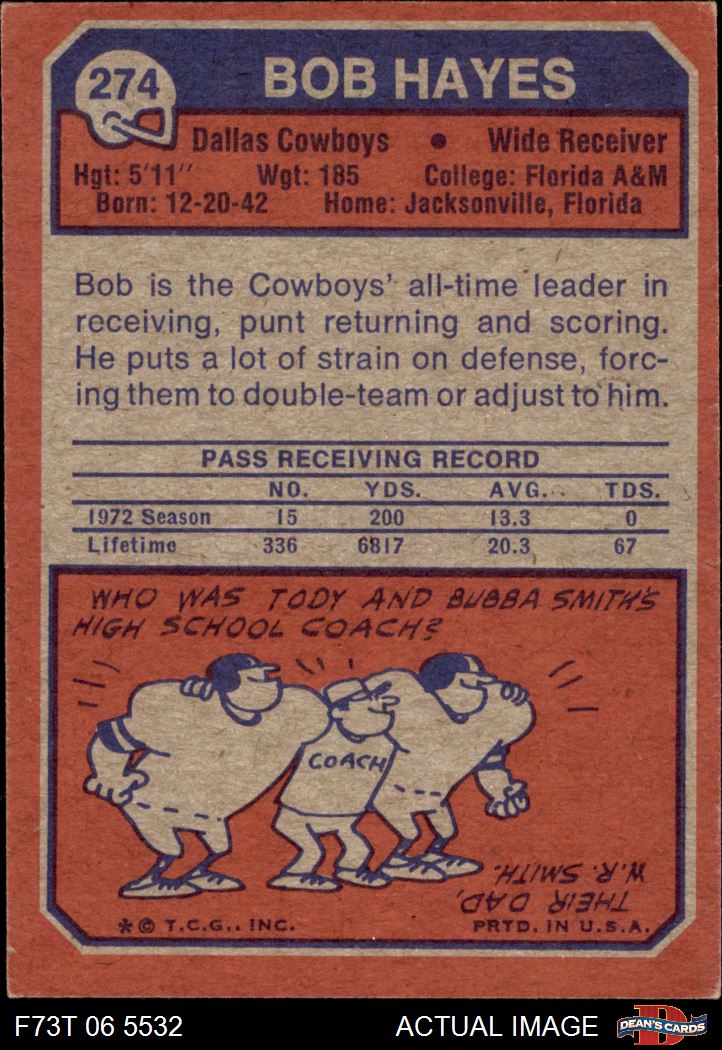 274
BOB HAYES
Dallas Cowboys • Wide Receiver
Hgt: 5'11" Wgt: 185 College: Florida A&M
Born: 12-20-42 Home: Jacksonville, Florida
Bob is the Cowboys' all-time leader in
receiving, punt returning and scoring.
He puts a lot of strain on defense, forc-
ing them to double-team or adjust to him.
PASS RECEIVING RECORD
NO. YDS. AVG. TDS.
1972 Season 15 200 13.3 0
Lifetime 336 6817 20.3 67
WHO WAS TODY AND BUBBA SMITH'S
HIGH SCHOOL COACH?
COACH
THEIR DAD,
W.R. SMITH.
* © T.C.G., INC. PRTD. IN U.S.A.
F73T 06 5532 ACTUAL IMAGE D DEAN'S CARDS